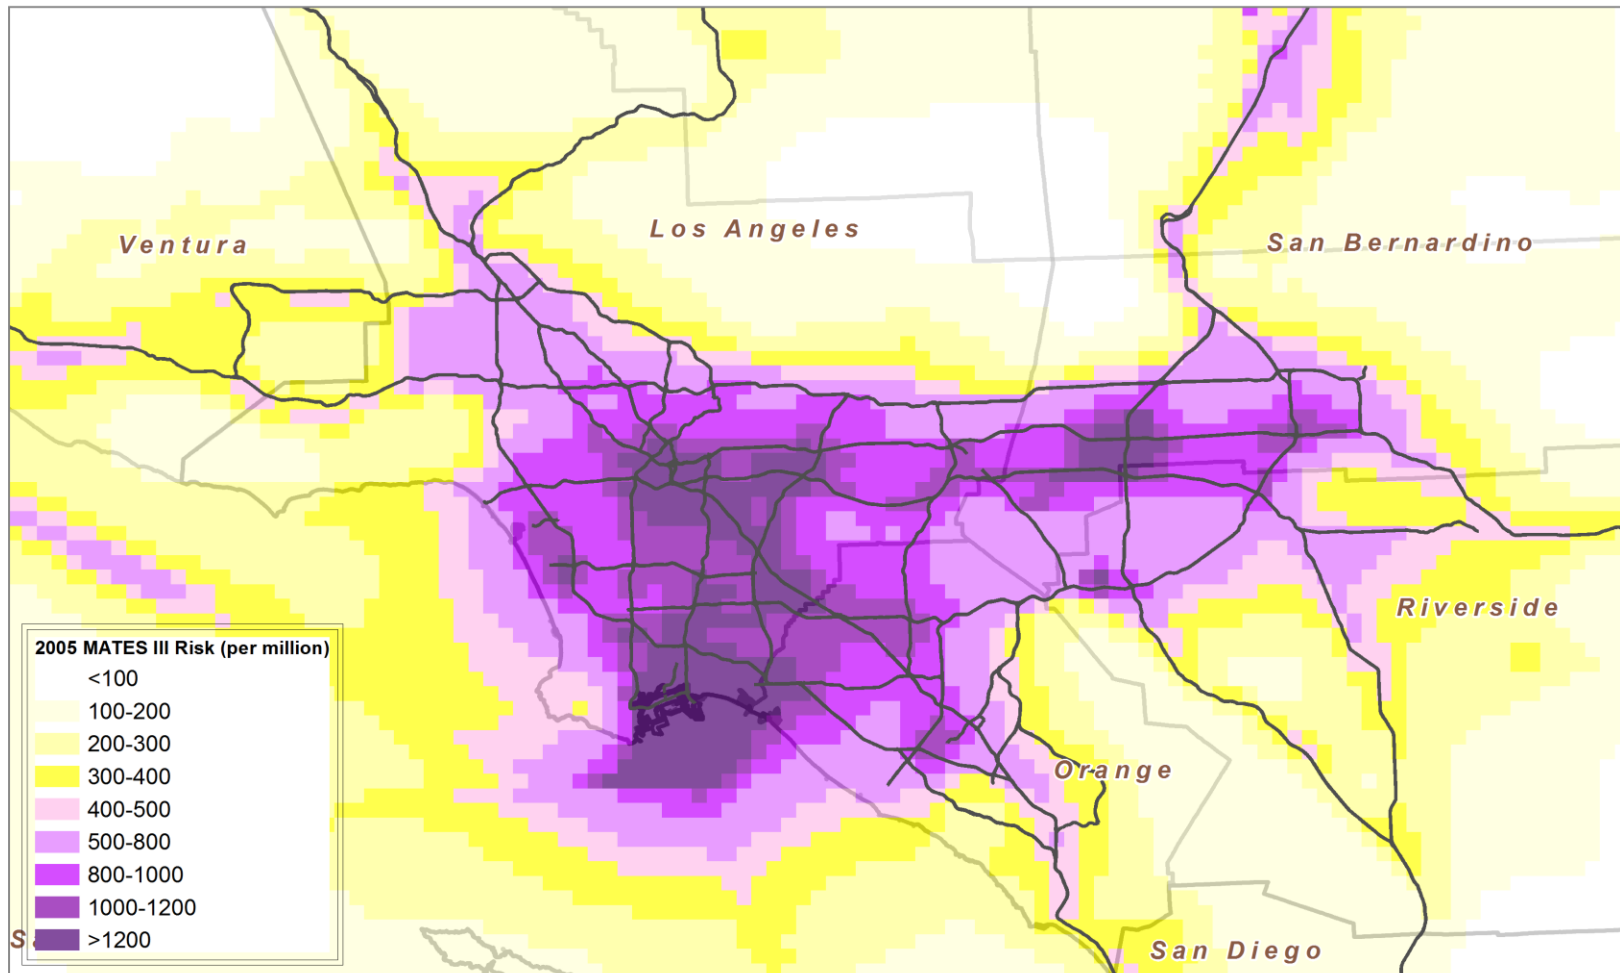 Ventura
Los Angeles
San Bernardino
Riverside
Orange
San Diego
2005 MATES III Risk (per million)
<100
100-200
200-300
300-400
400-500
500-800
800-1000
1000-1200
>1200